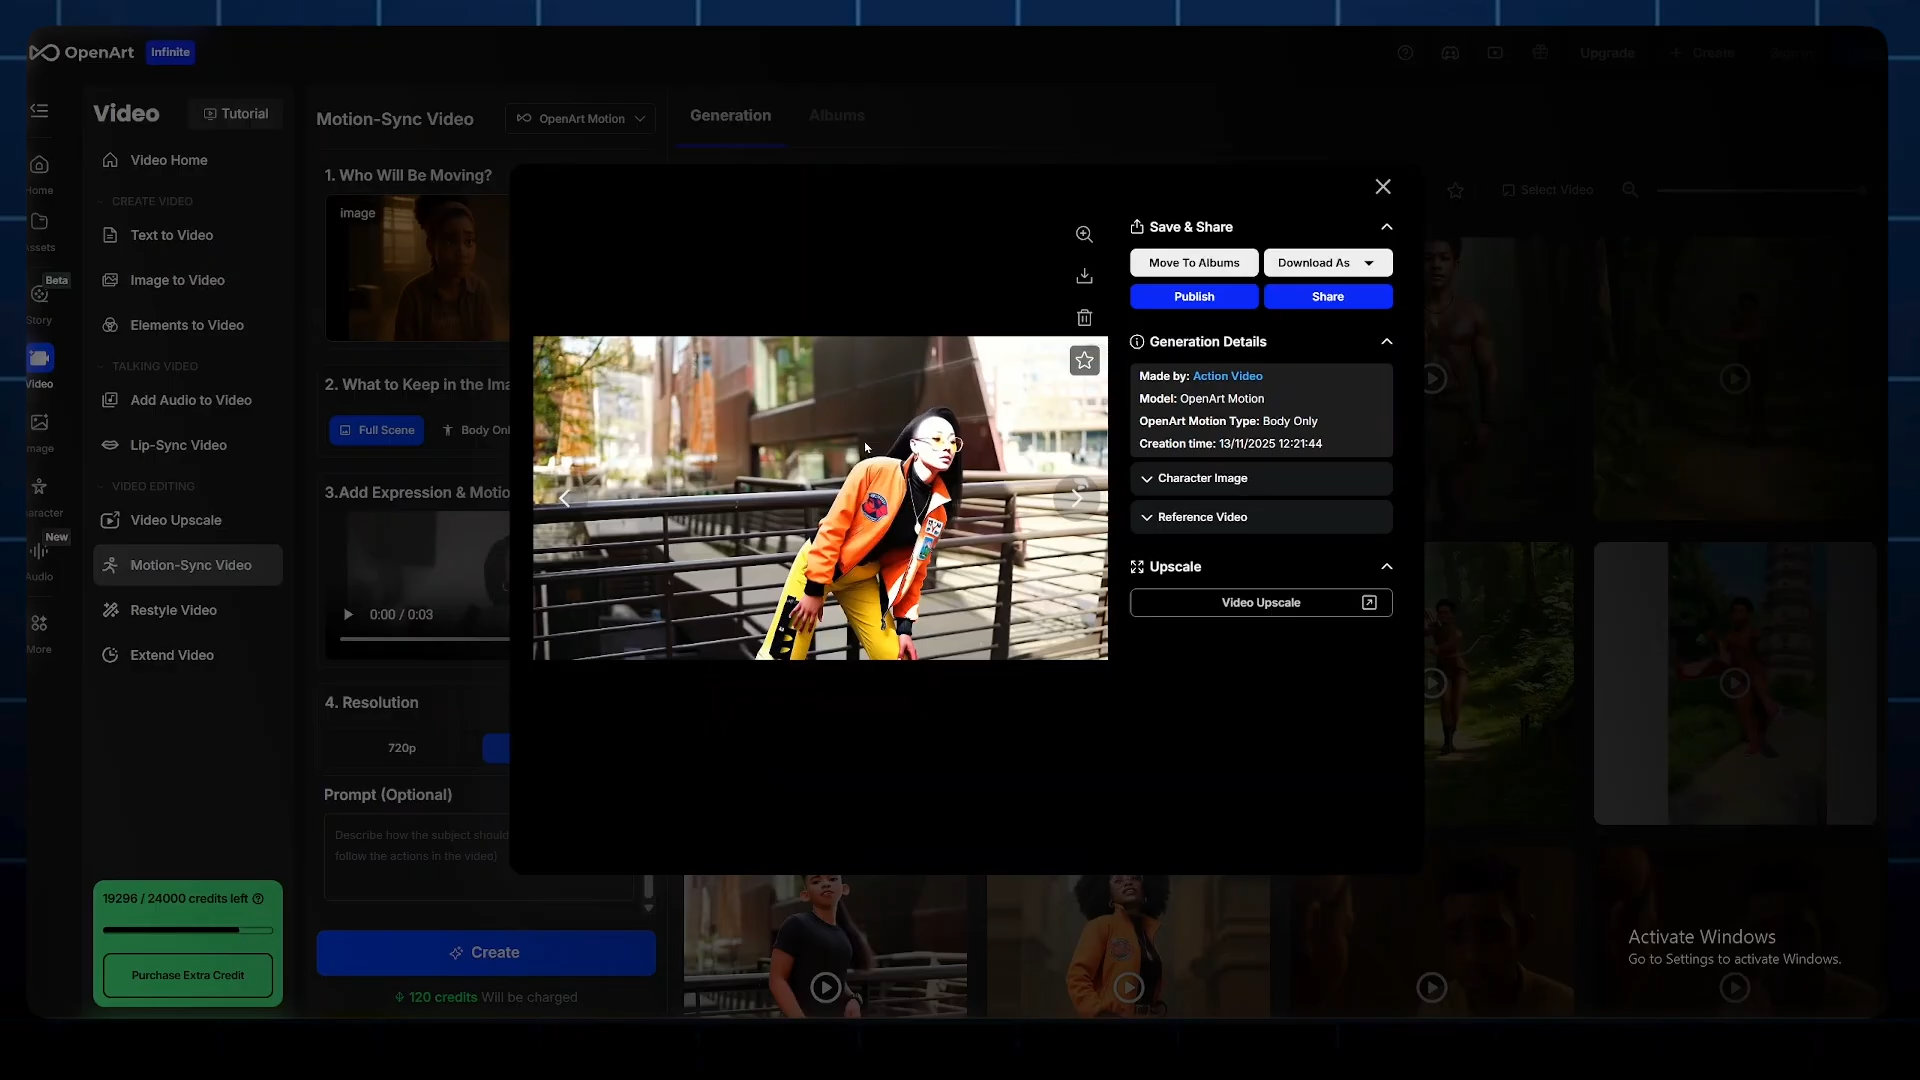 OpenArt Infinite
Upgrade
+ Create
Video
Tutorial
Video Home
CREATE VIDEO
Text to Video
Image to Video
Elements to Video
TALKING VIDEO
Add Audio to Video
Lip-Sync Video
VIDEO EDITING
Video Upscale
Motion-Sync Video
Restyle Video
Extend Video
Beta
Story
Video
New
Audio
More
19296 / 24000 credits left
Purchase Extra Credit
Motion-Sync Video
OpenArt Motion
1. Who Will Be Moving?
image
2. What to Keep in the Ima
Full Scene
Body Onl
3.Add Expression & Motio
0:00 / 0:03
4. Resolution
720p
Prompt (Optional)
Describe how the subject should
follow the actions in the video)
Create
120 credits Will be charged
Generation
Albums
Select Video
Save & Share
Move To Albums
Download As
Publish
Share
Generation Details
Made by: Action Video
Model: OpenArt Motion
OpenArt Motion Type: Body Only
Creation time: 13/11/2025 12:21:44
Character Image
Reference Video
Upscale
Video Upscale
Activate Windows
Go to Settings to activate Windows.